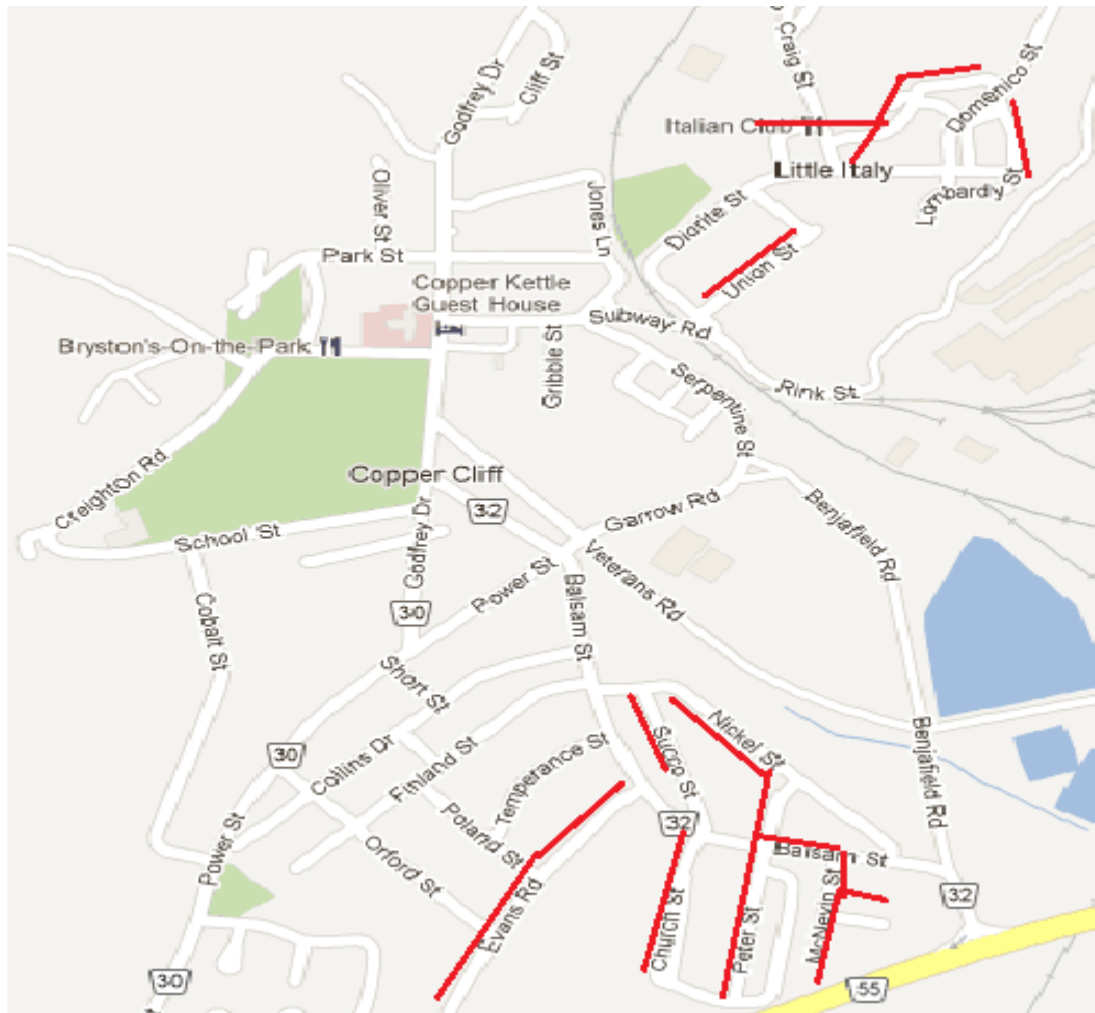 Craig St
Godfrey Dr
Cliff St
Domenico St
Italian Club
Little Italy
Oliver St
Lombardly St
Jones Ln
Diorite St
Park St
Union St
Copper Kettle
Guest House
Subway Rd
Bryston's-On-the-Park
Gribble St
Serpentine St
Rink St
Creighton Rd
Copper Cliff
32
Garrow Rd
Benjafield Rd
School St
Godfrey Dr
Power St
Veterans Rd
Balsam St
Cobalt St
30
Short St
Nickel St
Succo St
Benjafield Rd
30
Collins Dr
Finland St
Temperance St
32
Power St
Poland St
Balsam St
Orford St
Evans Rd
Church St
Peter St
McNevin St
32
30
55